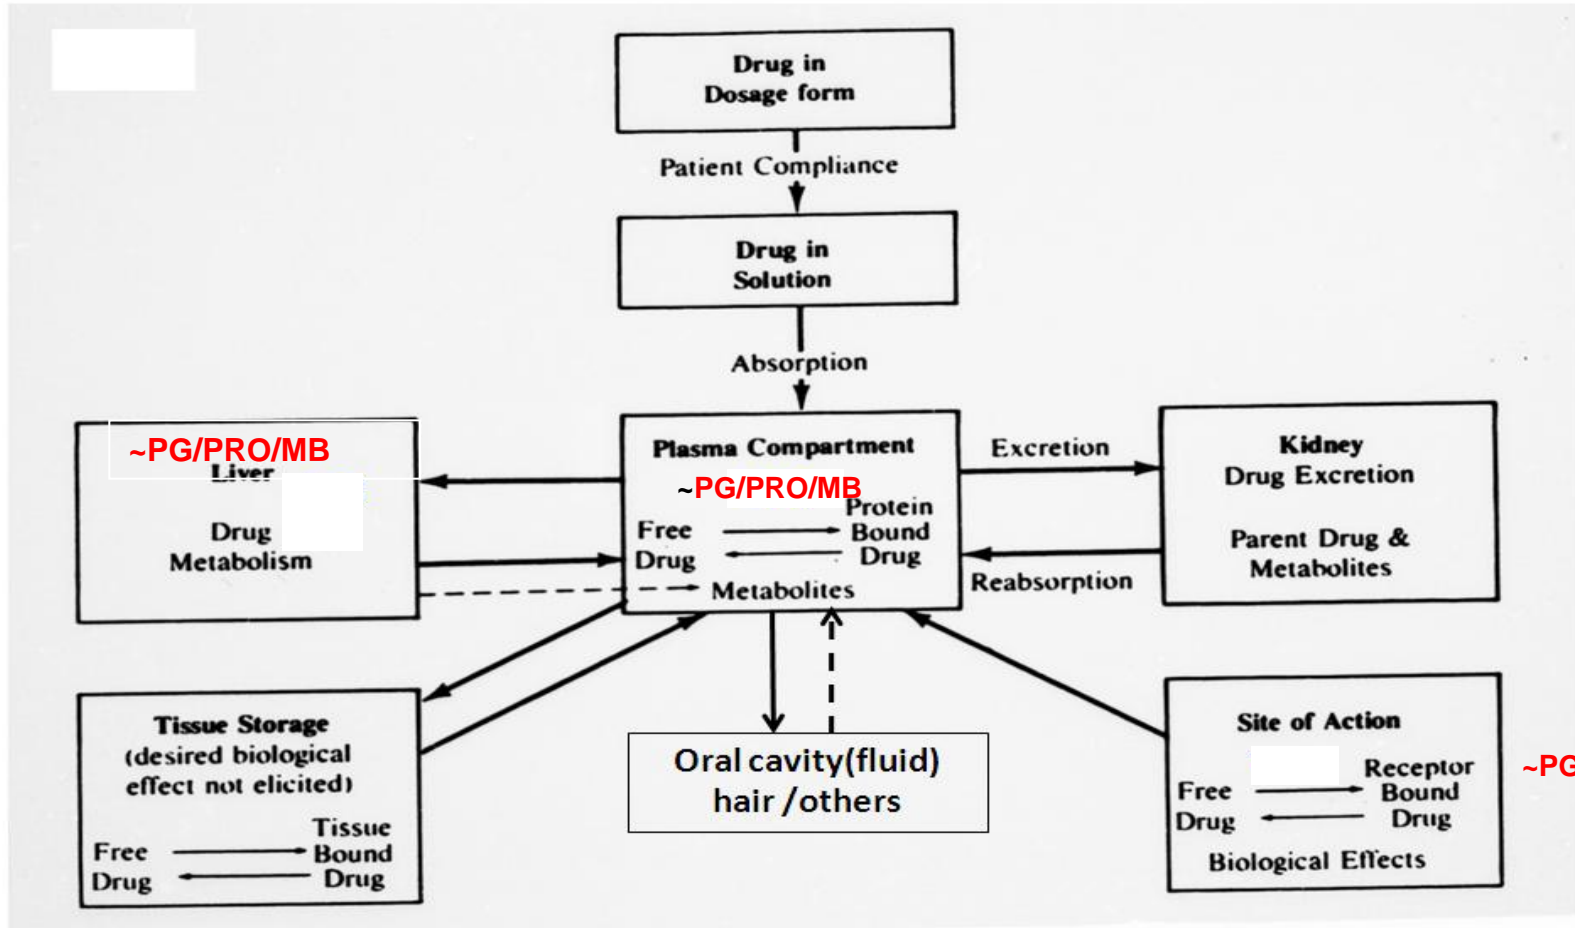 Drug in
Dosage form
Patient Compliance
Drug in
Solution
Absorption
~PG/PRO/MB
Liver
Drug
Metabolism
Plasma Compartment
~PG/PRO/MB
Free
Drug
Protein
Bound
Drug
Metabolites
Excretion
Reabsorption
Kidney
Drug Excretion
Parent Drug &
Metabolites
Tissue Storage
(desired biological
effect not elicited)
Free
Drug
Tissue
Bound
Drug
Oral cavity(fluid)
hair /others
Site of Action
Free
Drug
Receptor
Bound
Drug
Biological Effects
~PG